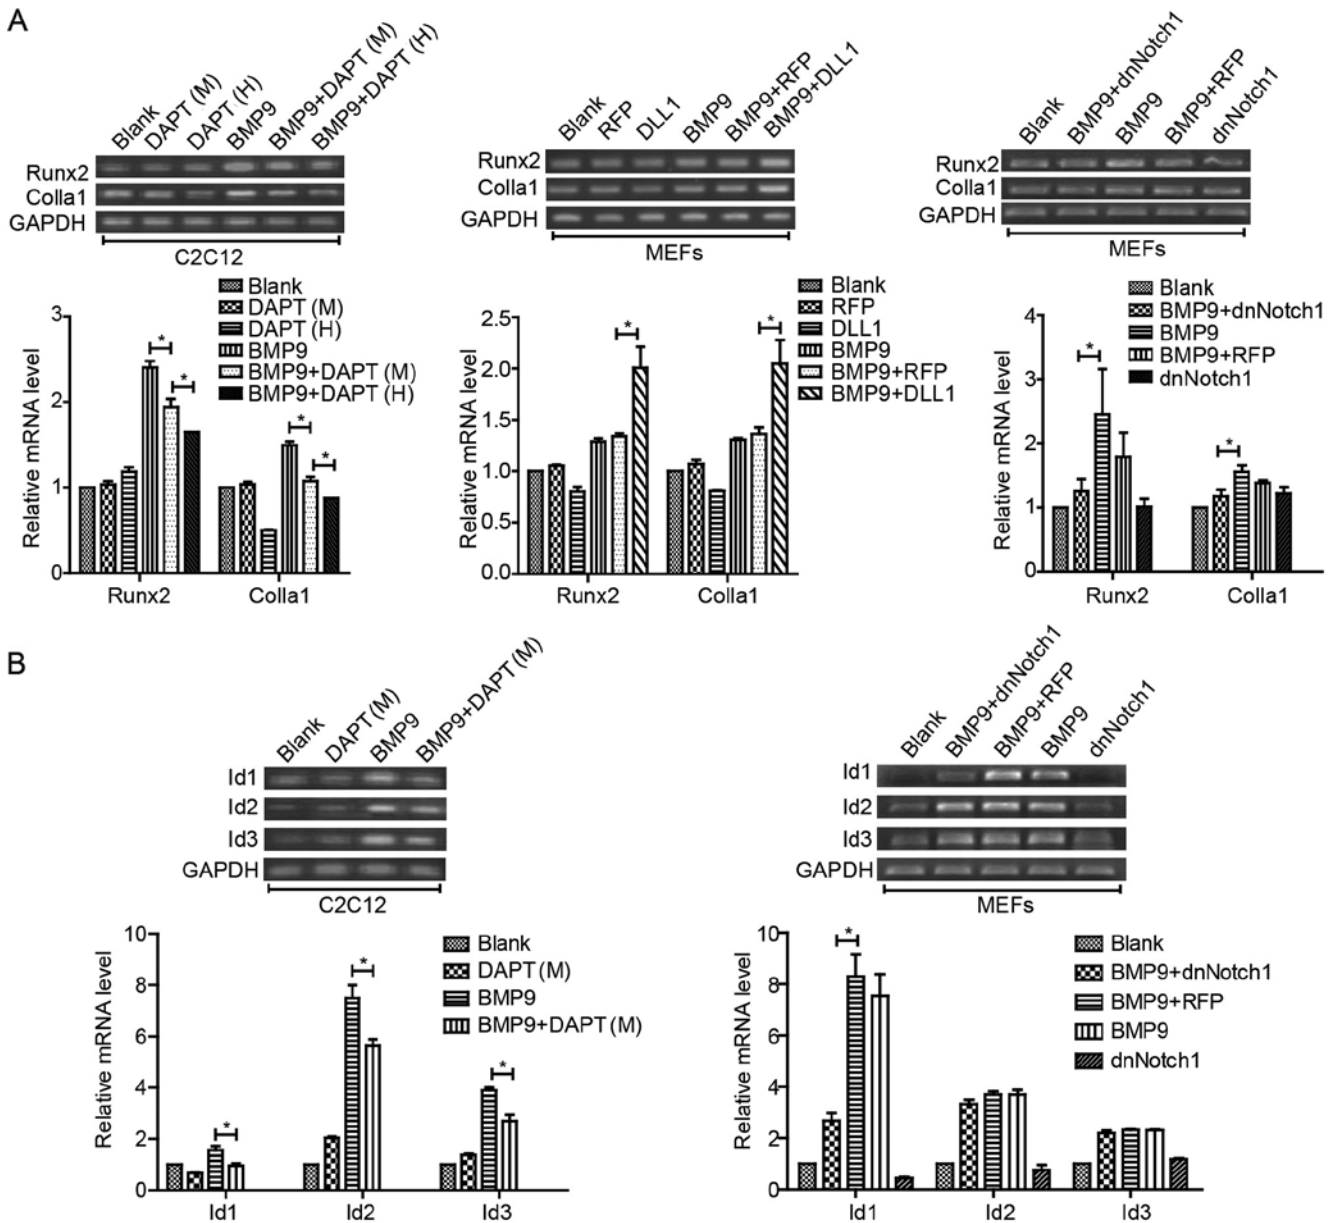 A
Blank
DAPT (M)
DAPT (H)
BMP9
BMP9+DAPT (M)
BMP9+DAPT (H)
Runx2
Colla1
GAPDH
C2C12
Blank
RFP
DLL1
BMP9
BMP9+RFP
BMP9+DLL1
Runx2
Colla1
GAPDH
MEFs
Blank
BMP9+dnNotch1
BMP9
BMP9+RFP
dnNotch1
Runx2
Colla1
GAPDH
MEFs
Relative mRNA level
3
2
1
0
Blank
DAPT (M)
DAPT (H)
BMP9
BMP9+DAPT (M)
BMP9+DAPT (H)
*
*
*
*
Runx2
Colla1
Relative mRNA level
2.5
2.0
1.5
1.0
0.5
0.0
Blank
RFP
DLL1
BMP9
BMP9+RFP
BMP9+DLL1
*
*
Runx2
Colla1
Relative mRNA level
4
3
2
1
0
Blank
BMP9+dnNotch1
BMP9
BMP9+RFP
dnNotch1
*
*
Runx2
Colla1
B
Blank
DAPT (M)
BMP9
BMP9+DAPT (M)
Id1
Id2
Id3
GAPDH
C2C12
Blank
BMP9+dnNotch1
BMP9+RFP
BMP9
dnNotch1
Id1
Id2
Id3
GAPDH
MEFs
Relative mRNA level
10
8
6
4
2
0
Blank
DAPT (M)
BMP9
BMP9+DAPT (M)
*
*
*
Id1
Id2
Id3
Relative mRNA level
10
8
6
4
2
0
Blank
BMP9+dnNotch1
BMP9+RFP
BMP9
dnNotch1
*
Id1
Id2
Id3